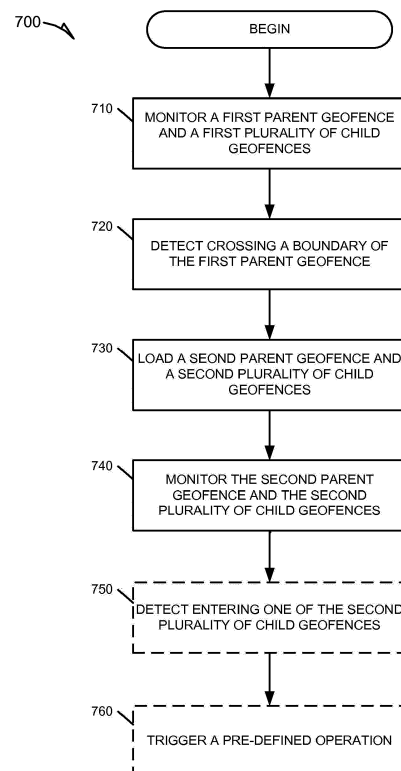 700
BEGIN
710
MONITOR A FIRST PARENT GEOFENCE
AND A FIRST PLURALITY OF CHILD
GEOFENCES
720
DETECT CROSSING A BOUNDARY OF
THE FIRST PARENT GEOFENCE
730
LOAD A SEOND PARENT GEOFENCE AND
A SECOND PLURALITY OF CHILD
GEOFENCES
740
MONITOR THE SECOND PARENT
GEOFENCE AND THE SECOND
PLURALITY OF CHILD GEOFENCES
750
DETECT ENTERING ONE OF THE SECOND
PLURALITY OF CHILD GEOFENCES
760
TRIGGER A PRE-DEFINED OPERATION